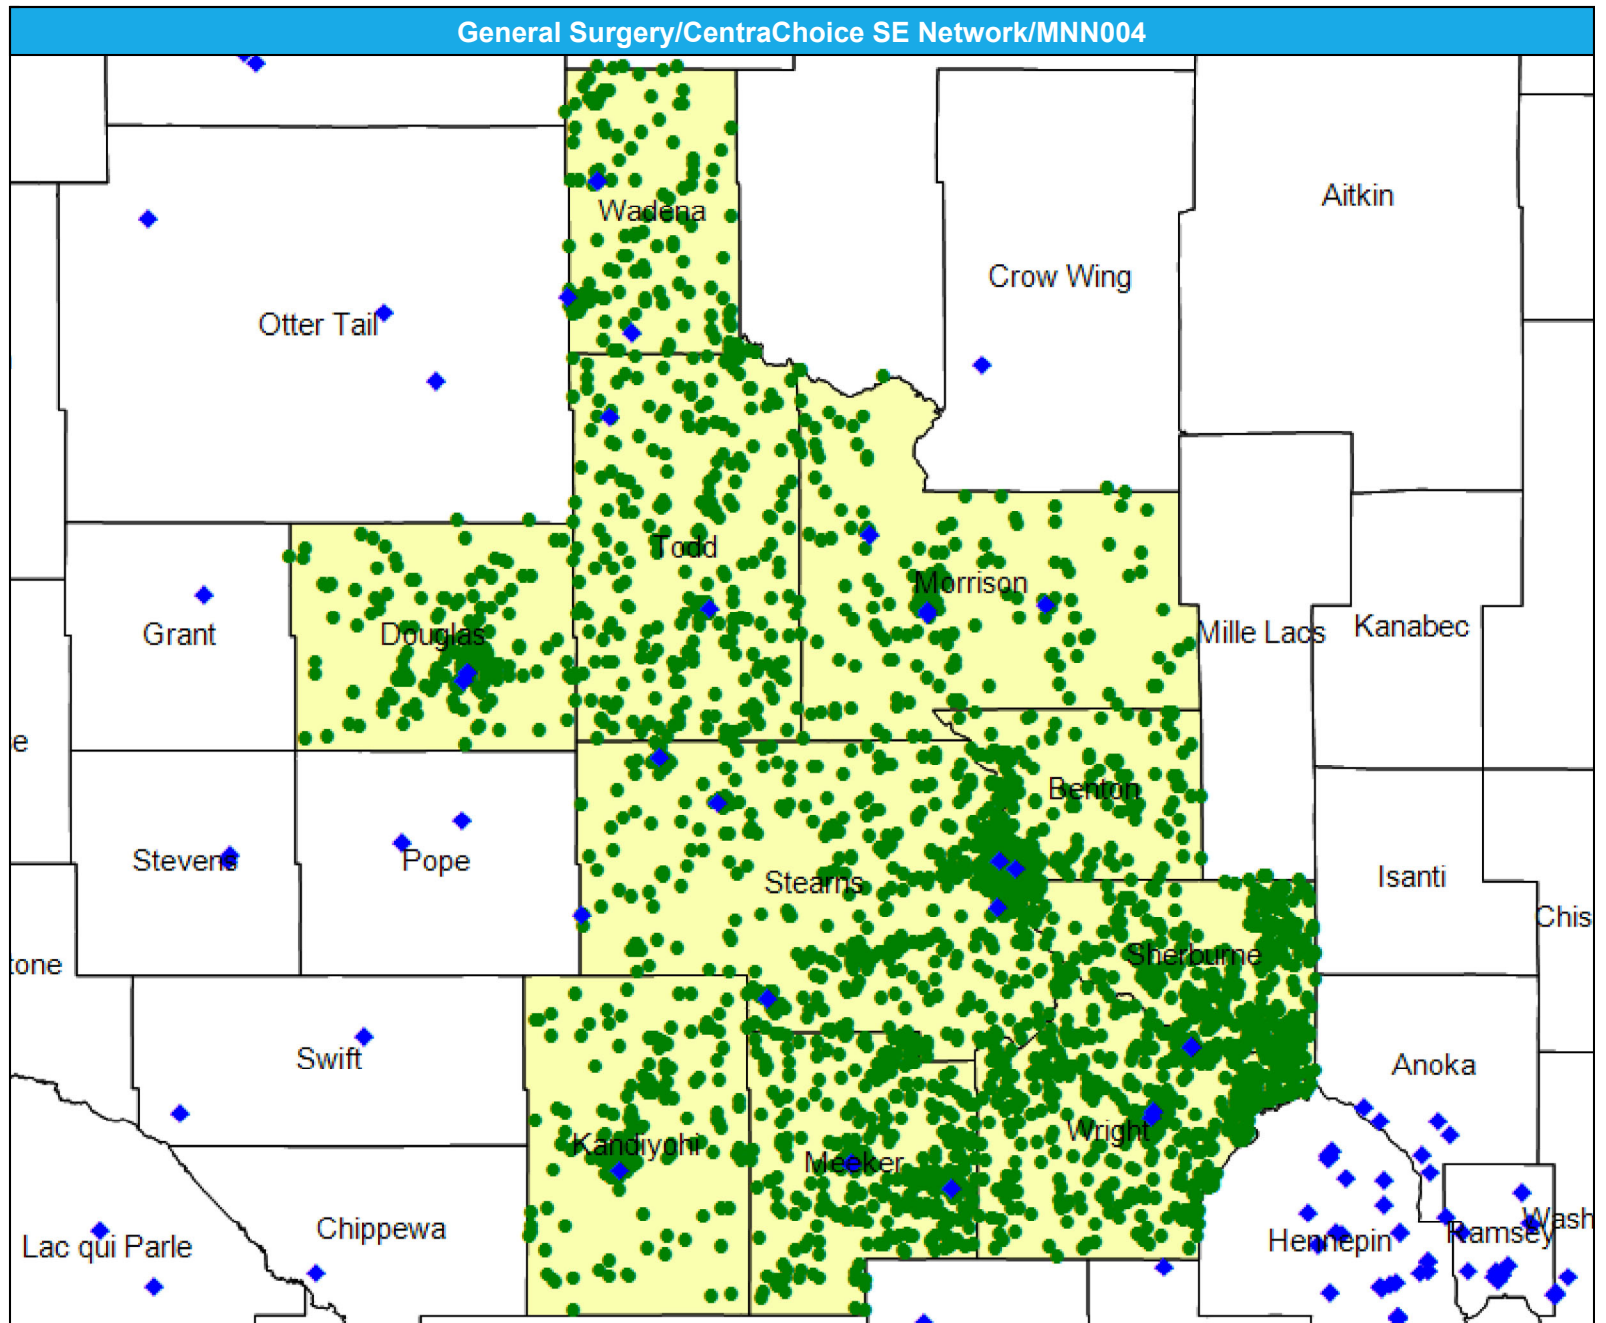 General Surgery/CentraChoice SE Network/MNN004
Aitkin
Wadena
Crow Wing
Otter Tail
Todd
Morrison
Grant
Douglas
Mille Lacs
Kanabec
e
Benton
Stevens
Pope
Stearns
Isanti
Chis
Sherburne
tone
Swift
Anoka
Wright
Kandiyohi
Meeker
Chippewa
Lac qui Parle
Hennepin
Ramsey
Wash